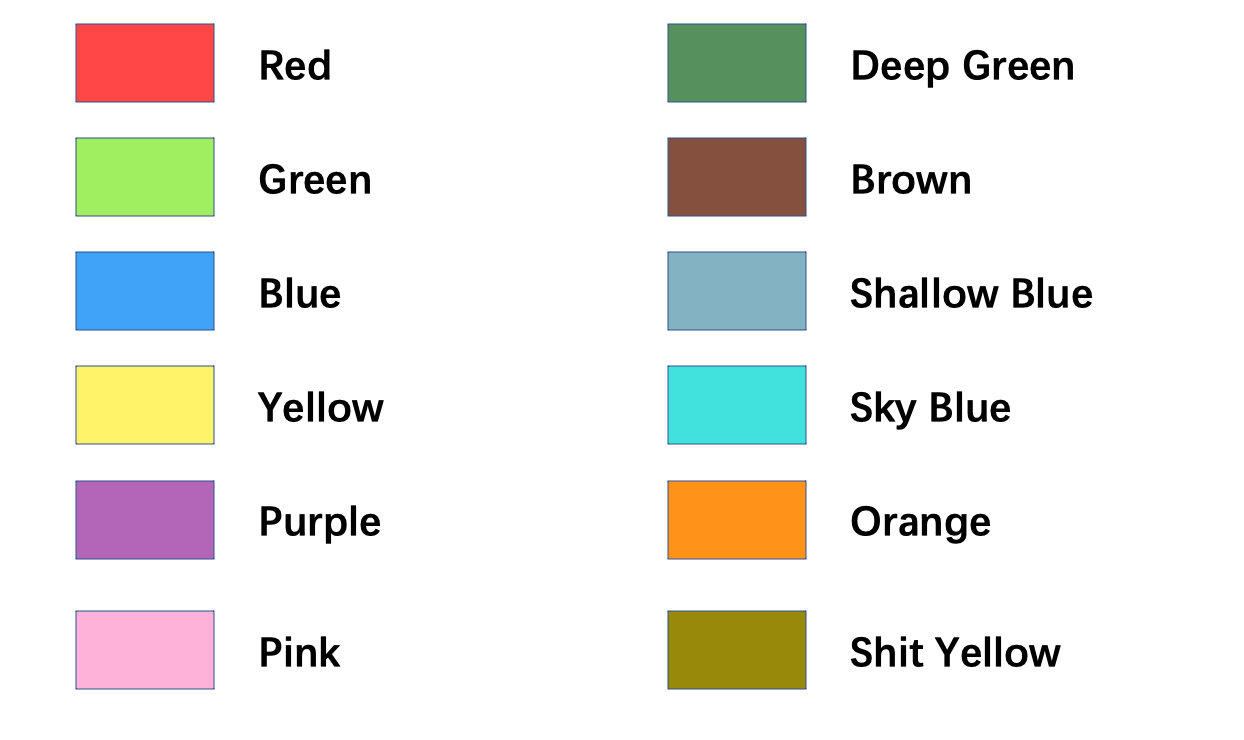 Red
Green
Blue
Yellow
Purple
Pink
Deep Green
Brown
Shallow Blue
Sky Blue
Orange
Shit Yellow